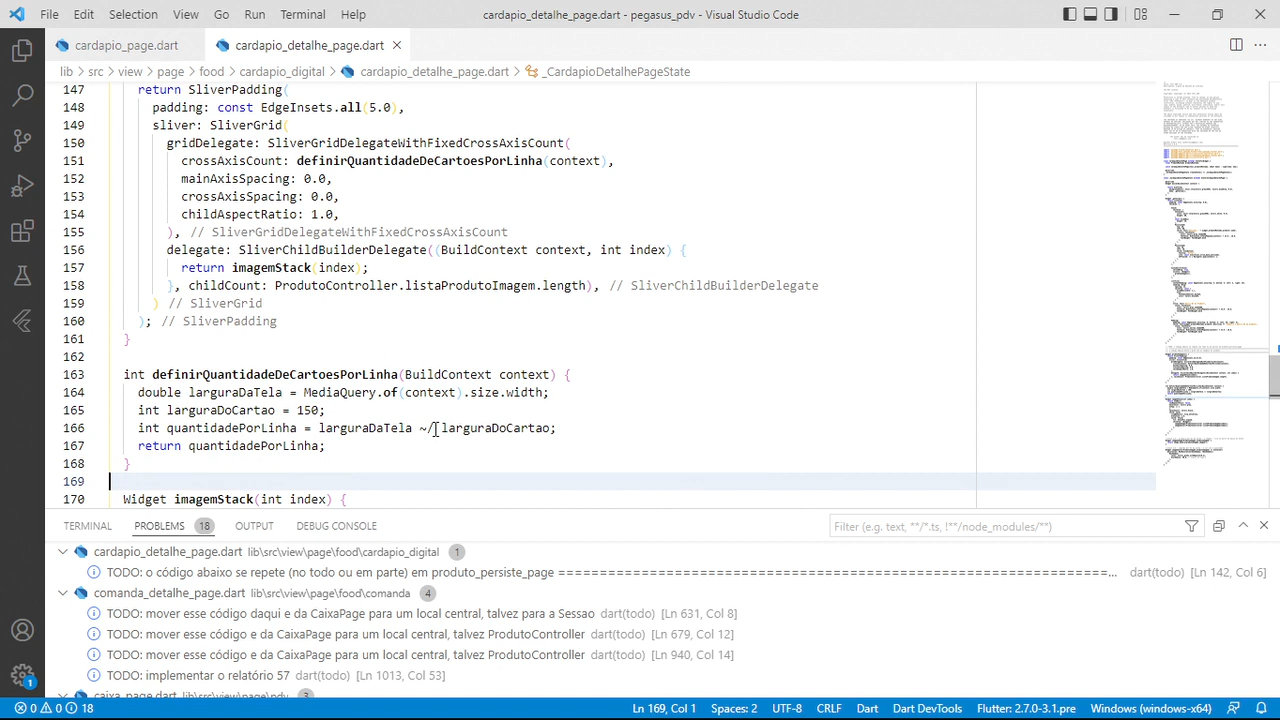 File Edit Selection View Go Run Terminal Help cardapio_detalhe_page.dart - pegasus_pdv - Visual Studio Code
cardapio_page.dart cardapio_detalhe_page.dart
lib > src > view > page > food > cardapio_digital > cardapio_detalhe_page.dart > _CardapioDetalhePageState
147 return SliverPadding(
148 padding: const EdgeInsets.all(5.0),
149 sliver: SliverGrid(
150 gridDelegate: SliverGridDelegateWithFixedCrossAxisCount(
151 crossAxisCount: definirQuantidadeDeCartoesPorLinha(context),
152 mainAxisSpacing:
153 crossAxisSpacing:
154 childAspectRatio:
155 ), // SliverGridDelegateWithFixedCrossAxisCount
156 delegate: SliverChildBuilderDelegate((BuildContext context, int index) {
157 return imagemStack(index);
158 }, childCount: ProdutoController.listaProdutoImagem.length), // SliverChildBuilderDelegate
159 ) // SliverGrid
160 ); // SliverPadding
161 }
162
163 int definirQuantidadeDeCartoesPorLinha(BuildContext context) {
164 double larguraTela = MediaQuery.of(context).size.width;
165 int larguraDoCartao =
166 int quantidadePorLinha = larguraDaTela ~/ larguraDoCartao;
167 return quantidadePorLinha;
168 }
169
170 Widget imagemStack(int index) {
TERMINAL PROBLEMS 18 OUTPUT DEBUG CONSOLE Filter (e.g. text, **/*.ts, !**/node_modules/**)
cardapio_detalhe_page.dart lib\src\view\page\food\cardapio_digital 1
TODO: o código abaixo se repete (no todo ou em parte) em produto_persiste_page ==================================================================... dart(todo) [Ln 142, Col 6]
comanda_detalhe_page.dart lib\src\view\page\food\comanda 4
TODO: mover esse código daqui e da CaixaPage para um local central, talvez para a Sessao dart(todo) [Ln 631, Col 8]
TODO: mover esse código e da CaixaPage para um local central, talvez ProdutoController dart(todo) [Ln 679, Col 12]
TODO: mover esse código e da CaixaPage para um local central, talvez ProdutoController dart(todo) [Ln 940, Col 14]
TODO: implementar o relatório 57 dart(todo) [Ln 1013, Col 53]
caixa_page.dart lib\src\view\page\pdv 3
1
0 0 18 Ln 169, Col 1 Spaces: 2 UTF-8 CRLF Dart Dart DevTools Flutter: 2.7.0-3.1.pre Windows (windows-x64)